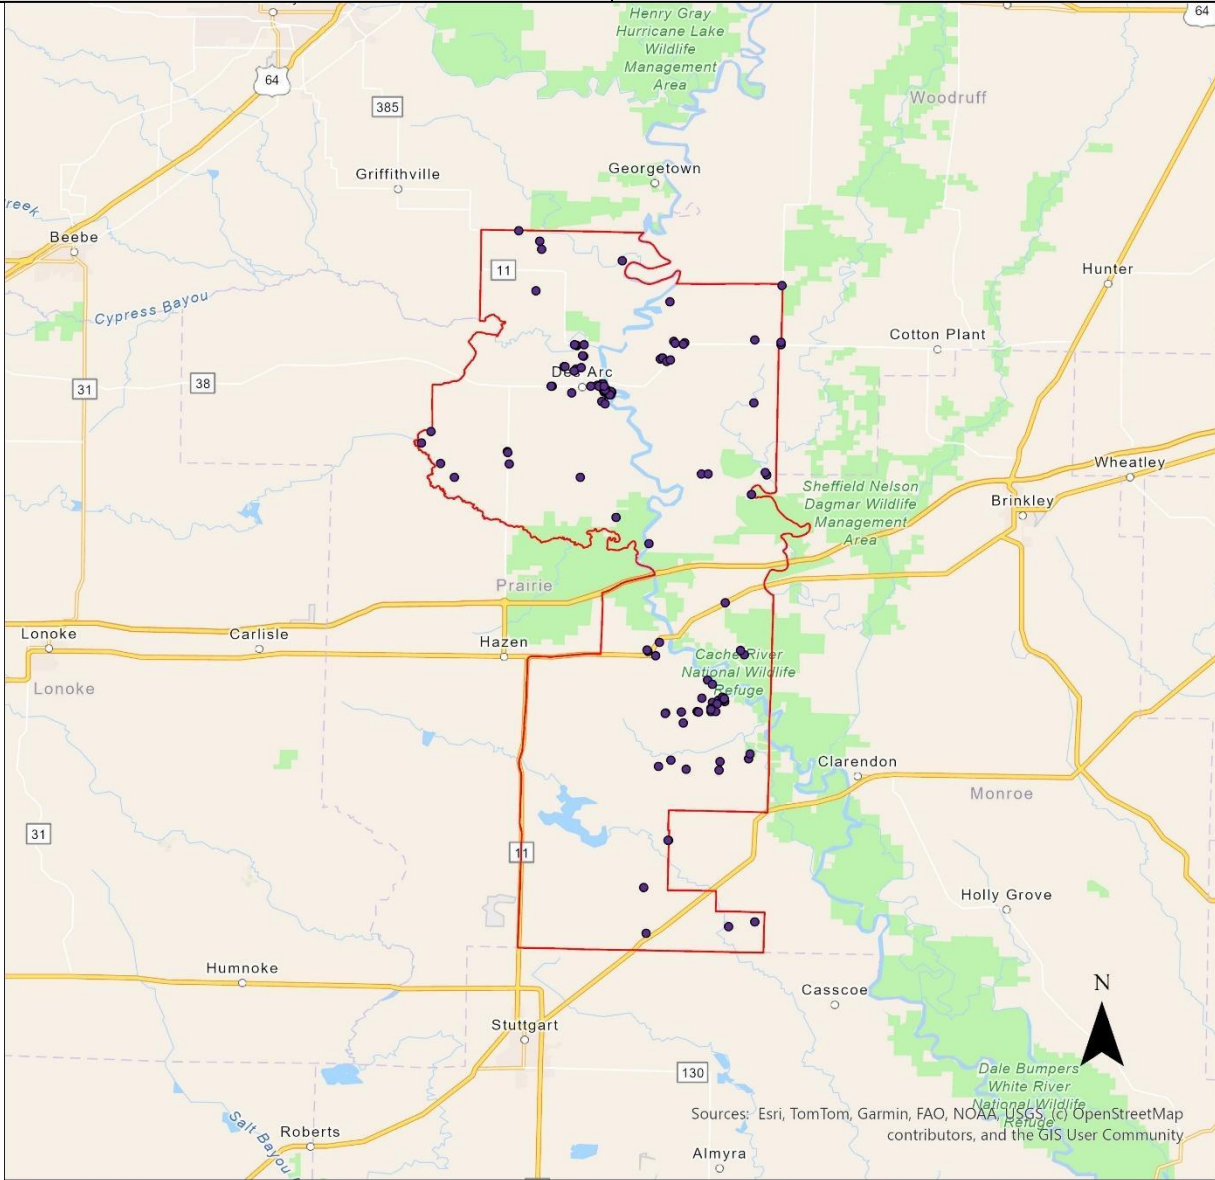 64
Henry Gray
Hurricane Lake
Wildlife
Management
Area
64
385
Woodruff
Griffithville
Georgetown
Beebe
11
Hunter
Cypress Bayou
Cotton Plant
31
38
Des Arc
Wheatley
Sheffield Nelson
Dagmar Wildlife
Management
Area
Brinkley
Prairie
Lonoke
Carlisle
Hazen
Cache River
National Wildlife
Refuge
Lonoke
Clarendon
Monroe
31
11
Holly Grove
Humnoke
Casscoe
N
Stuttgart
130
Dale Bumpers
White River
National Wildlife
Refuge
Sources: Esri, TomTom, Garmin, FAO, NOAA, USGS, (c) OpenStreetMap
contributors, and the GIS User Community
Salt Bayou
Roberts
Almyra